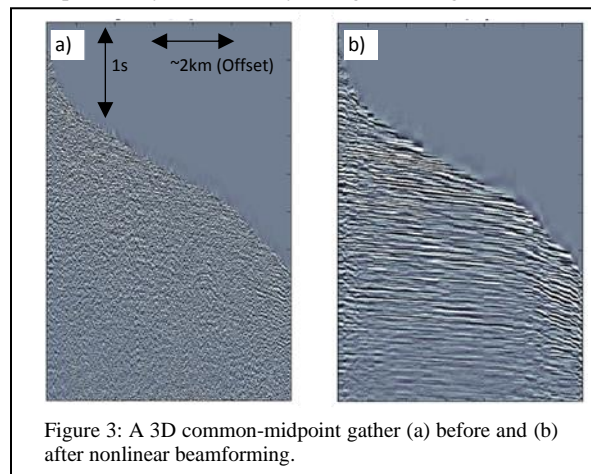 a)
1s
~2km (Offset)
b)
Figure 3: A 3D common-midpoint gather (a) before and (b)
after nonlinear beamforming.